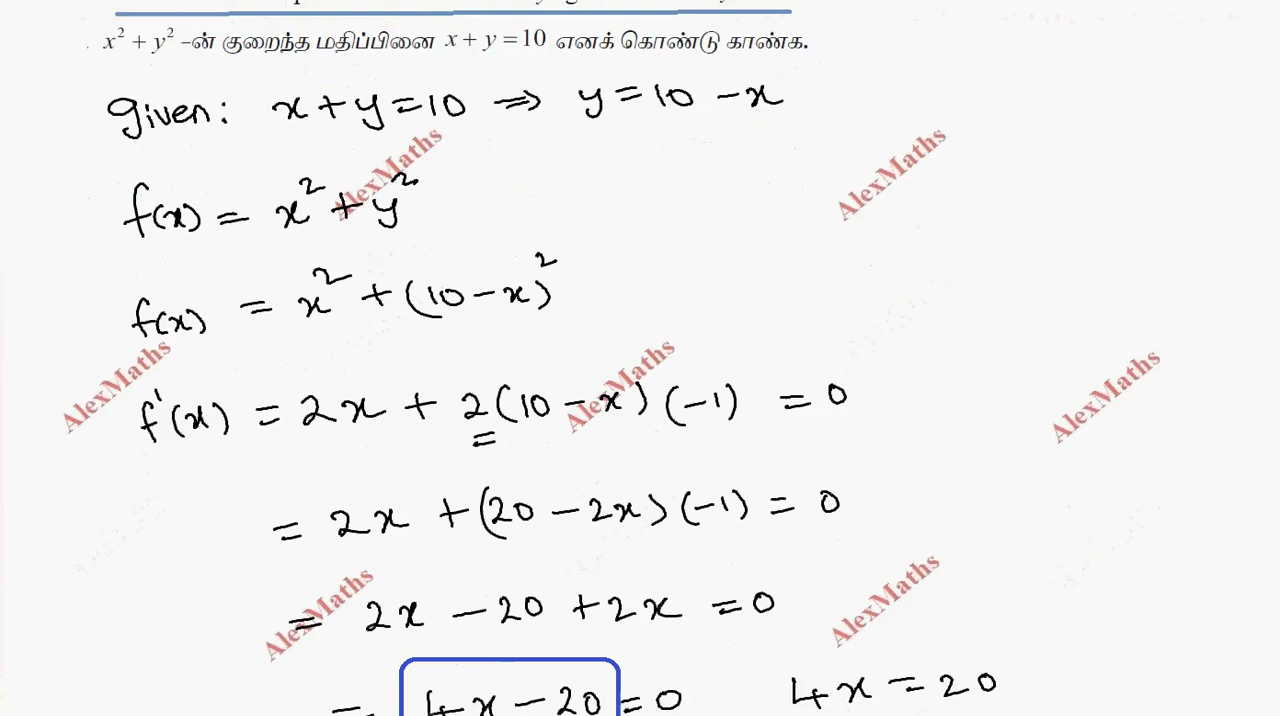 x² + y² -ன் குறைந்த மதிப்பினை x + y = 10 எனக் கொண்டு காண்க.
Given: x + y = 10 ⇒ y = 10 - x
f(x) = x² + y²
f(x) = x² + (10 - x)²
f'(x) = 2x + 2(10 - x)(-1) = 0
= 2x + (20 - 2x)(-1) = 0
= 2x - 20 + 2x = 0
= 4x - 20 = 0 4x = 20
AlexMaths
AlexMaths
AlexMaths
AlexMaths
AlexMaths
AlexMaths
AlexMaths